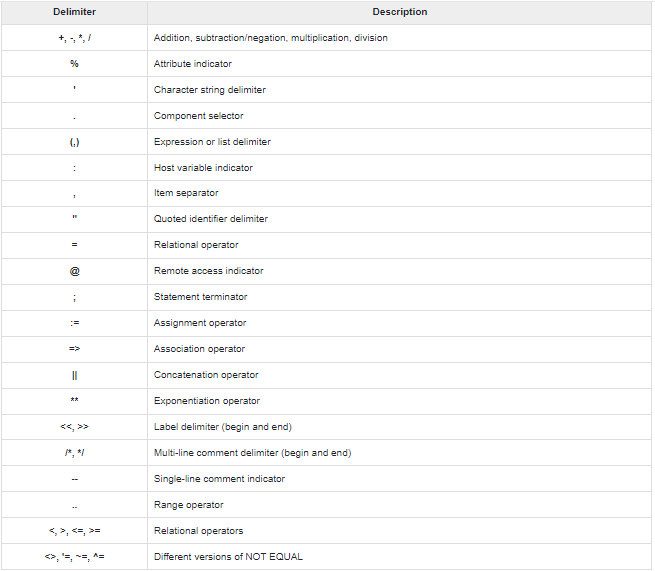 Delimiter Description
+, -, *, / Addition, subtraction/negation, multiplication, division
% Attribute indicator
' Character string delimiter
. Component selector
(,) Expression or list delimiter
: Host variable indicator
, Item separator
" Quoted identifier delimiter
= Relational operator
@ Remote access indicator
; Statement terminator
:= Assignment operator
=> Association operator
|| Concatenation operator
** Exponentiation operator
<<, >> Label delimiter (begin and end)
/*, */ Multi-line comment delimiter (begin and end)
-- Single-line comment indicator
.. Range operator
<, >, <=, >= Relational operators
<>, '=, ~=, ^= Different versions of NOT EQUAL